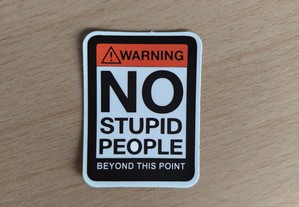 WARNING
NO
STUPID
PEOPLE
BEYOND THIS POINT